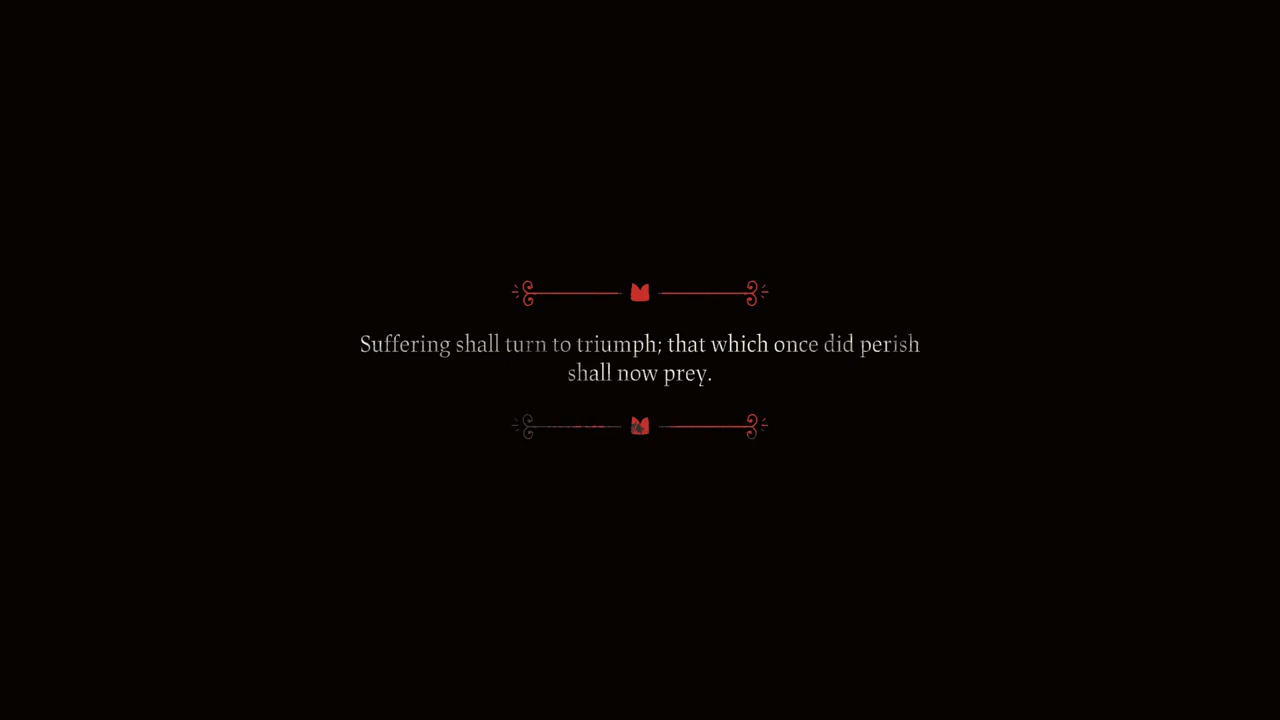 Suffering shall turn to triumph; that which once did perish
shall now prey.